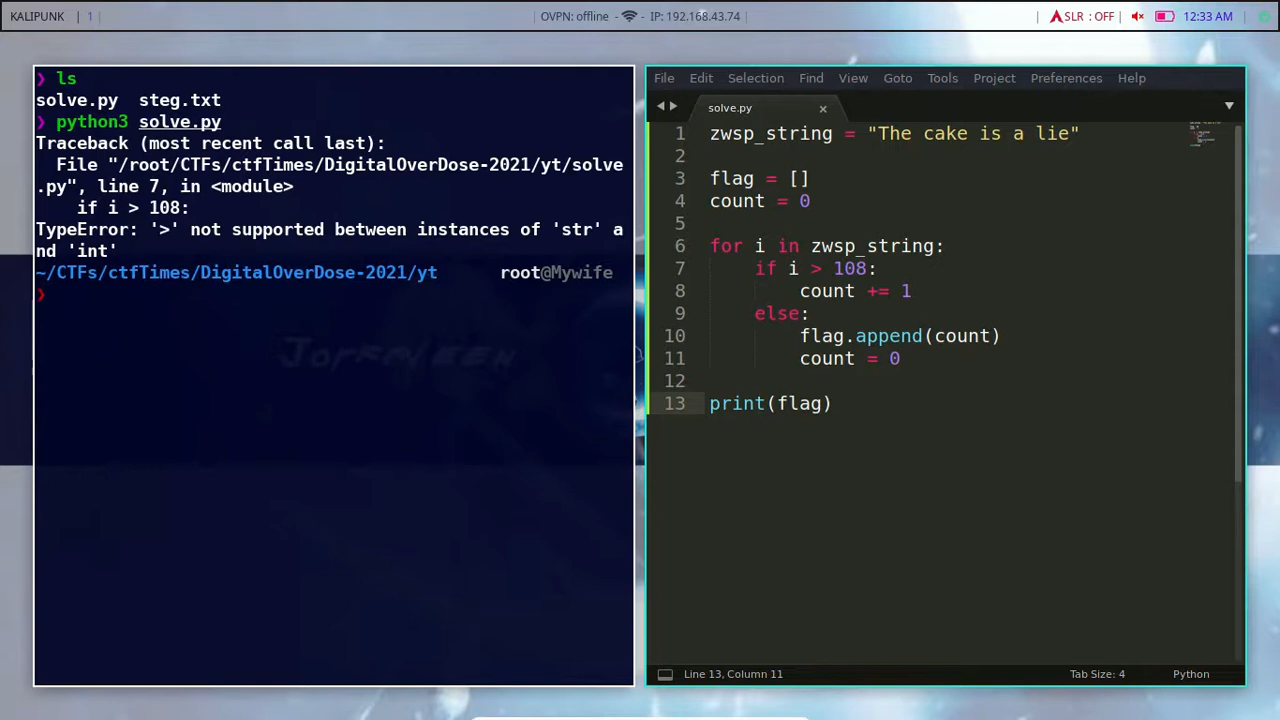 KALIPUNK | 1
OVPN: offline - - IP: 192.168.43.74 |
| SLR : OFF | 12:33 AM |
❯ ls
solve.py steg.txt
❯ python3 solve.py
Traceback (most recent call last):
File "/root/CTFs/ctfTimes/DigitalOverDose-2021/yt/solve
.py", line 7, in <module>
if i > 108:
TypeError: '>' not supported between instances of 'str' a
nd 'int'
~/CTFs/ctfTimes/DigitalOverDose-2021/yt root@Mywife
❯
File Edit Selection Find View Goto Tools Project Preferences Help
solve.py ×
1 zwsp_string = "The cake is a lie"
2
3 flag = []
4 count = 0
5
6 for i in zwsp_string:
7 if i > 108:
8 count += 1
9 else:
10 flag.append(count)
11 count = 0
12
13 print(flag)
Line 13, Column 11 Tab Size: 4 Python